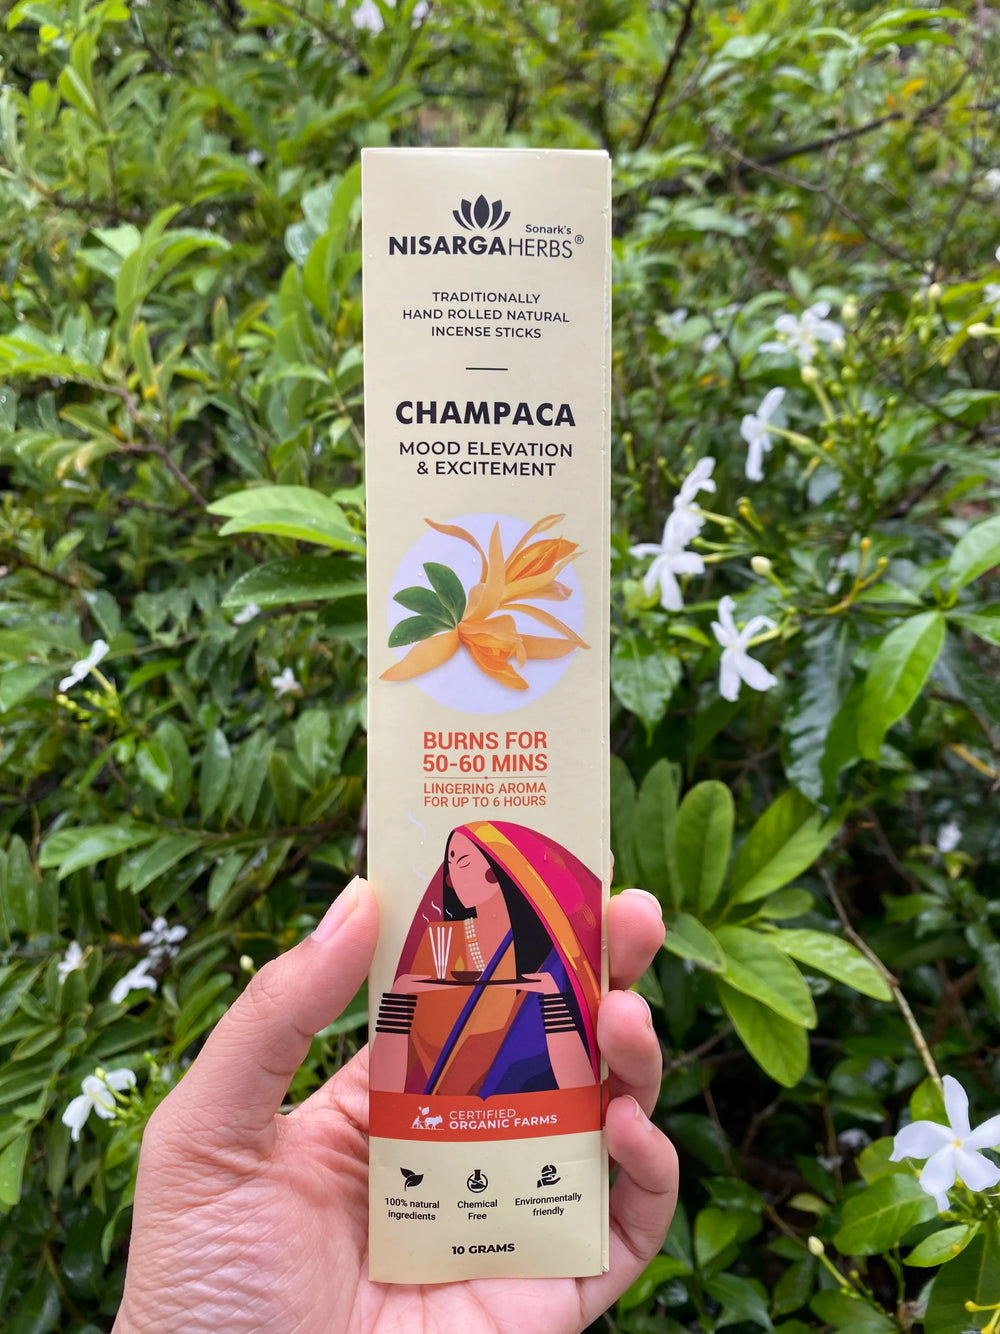 Sonark's
NISARGAHERBS®
TRADITIONALLY
HAND ROLLED NATURAL
INCENSE STICKS
CHAMPACA
MOOD ELEVATION
& EXCITEMENT
BURNS FOR
50-60 MINS
LINGERING AROMA
FOR UP TO 6 HOURS
CERTIFIED
ORGANIC FARMS
100% natural
ingredients
Chemical
Free
Environmentally
friendly
10 GRAMS